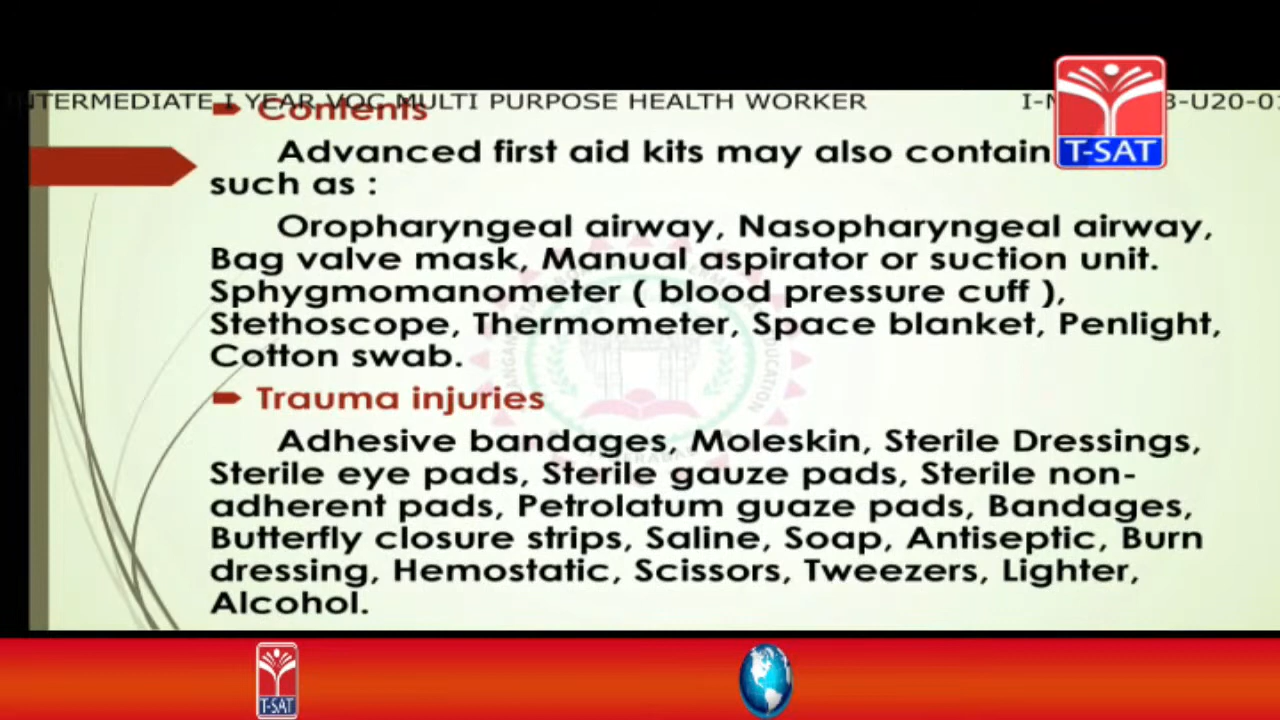 INTERMEDIATE I YEAR VOC MULTI PURPOSE HEALTH WORKER
Contents
T-SAT
Advanced first aid kits may also contain
such as :
Oropharyngeal airway, Nasopharyngeal airway,
Bag valve mask, Manual aspirator or suction unit.
Sphygmomanometer ( blood pressure cuff ),
Stethoscope, Thermometer, Space blanket, Penlight,
Cotton swab.
Trauma injuries
Adhesive bandages, Moleskin, Sterile Dressings,
Sterile eye pads, Sterile gauze pads, Sterile non-
adherent pads, Petrolatum guaze pads, Bandages,
Butterfly closure strips, Saline, Soap, Antiseptic, Burn
dressing, Hemostatic, Scissors, Tweezers, Lighter,
Alcohol.
T-SAT